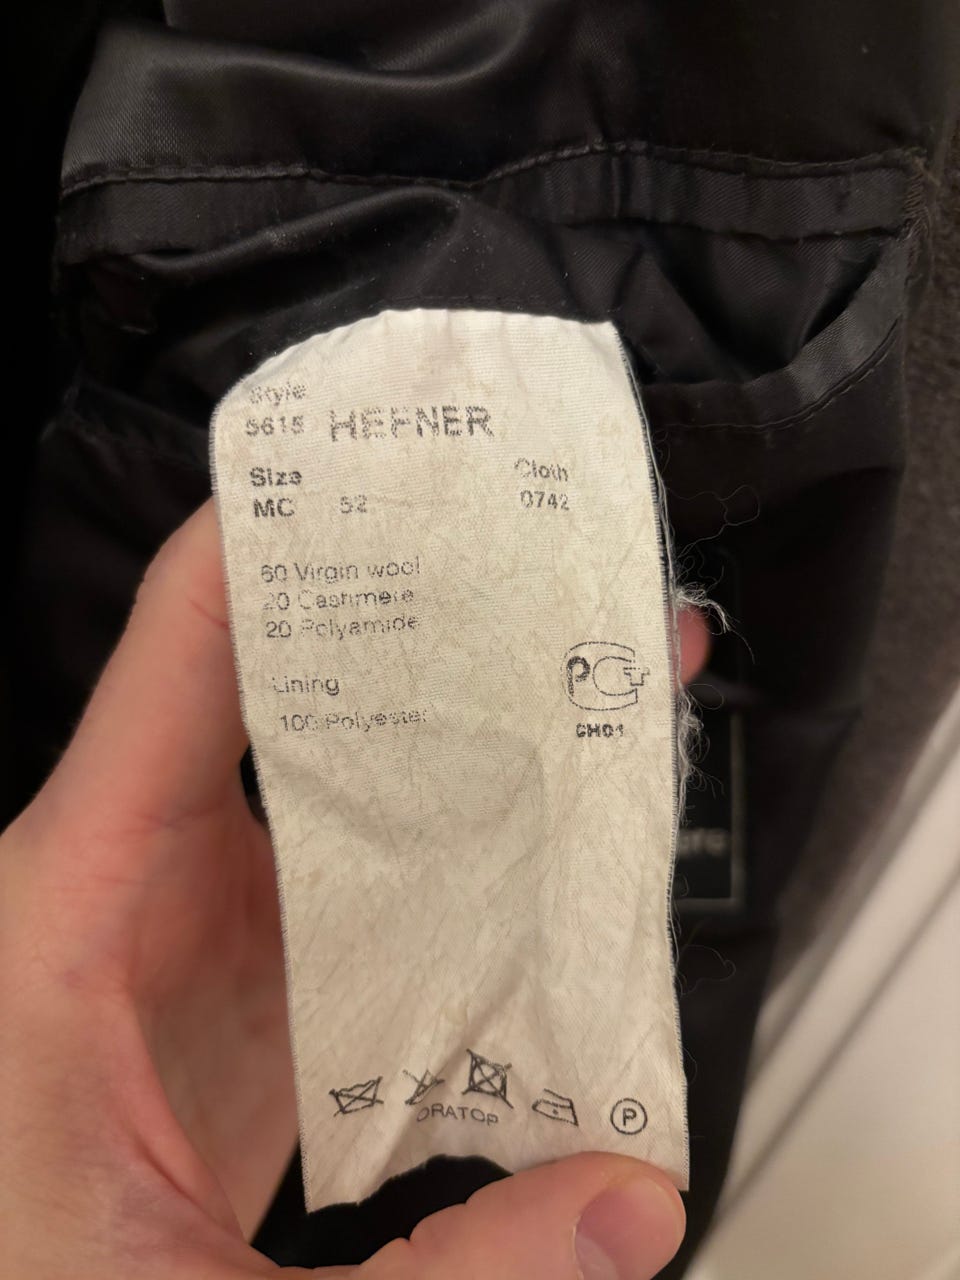 Style
5615 HEFNER
Size
MC 52
Cloth
0742
60 Virgin wool
20 Cashmere
20 Polyamide
Lining
100 Polyester
РСТ
CH01
ORATOP
P